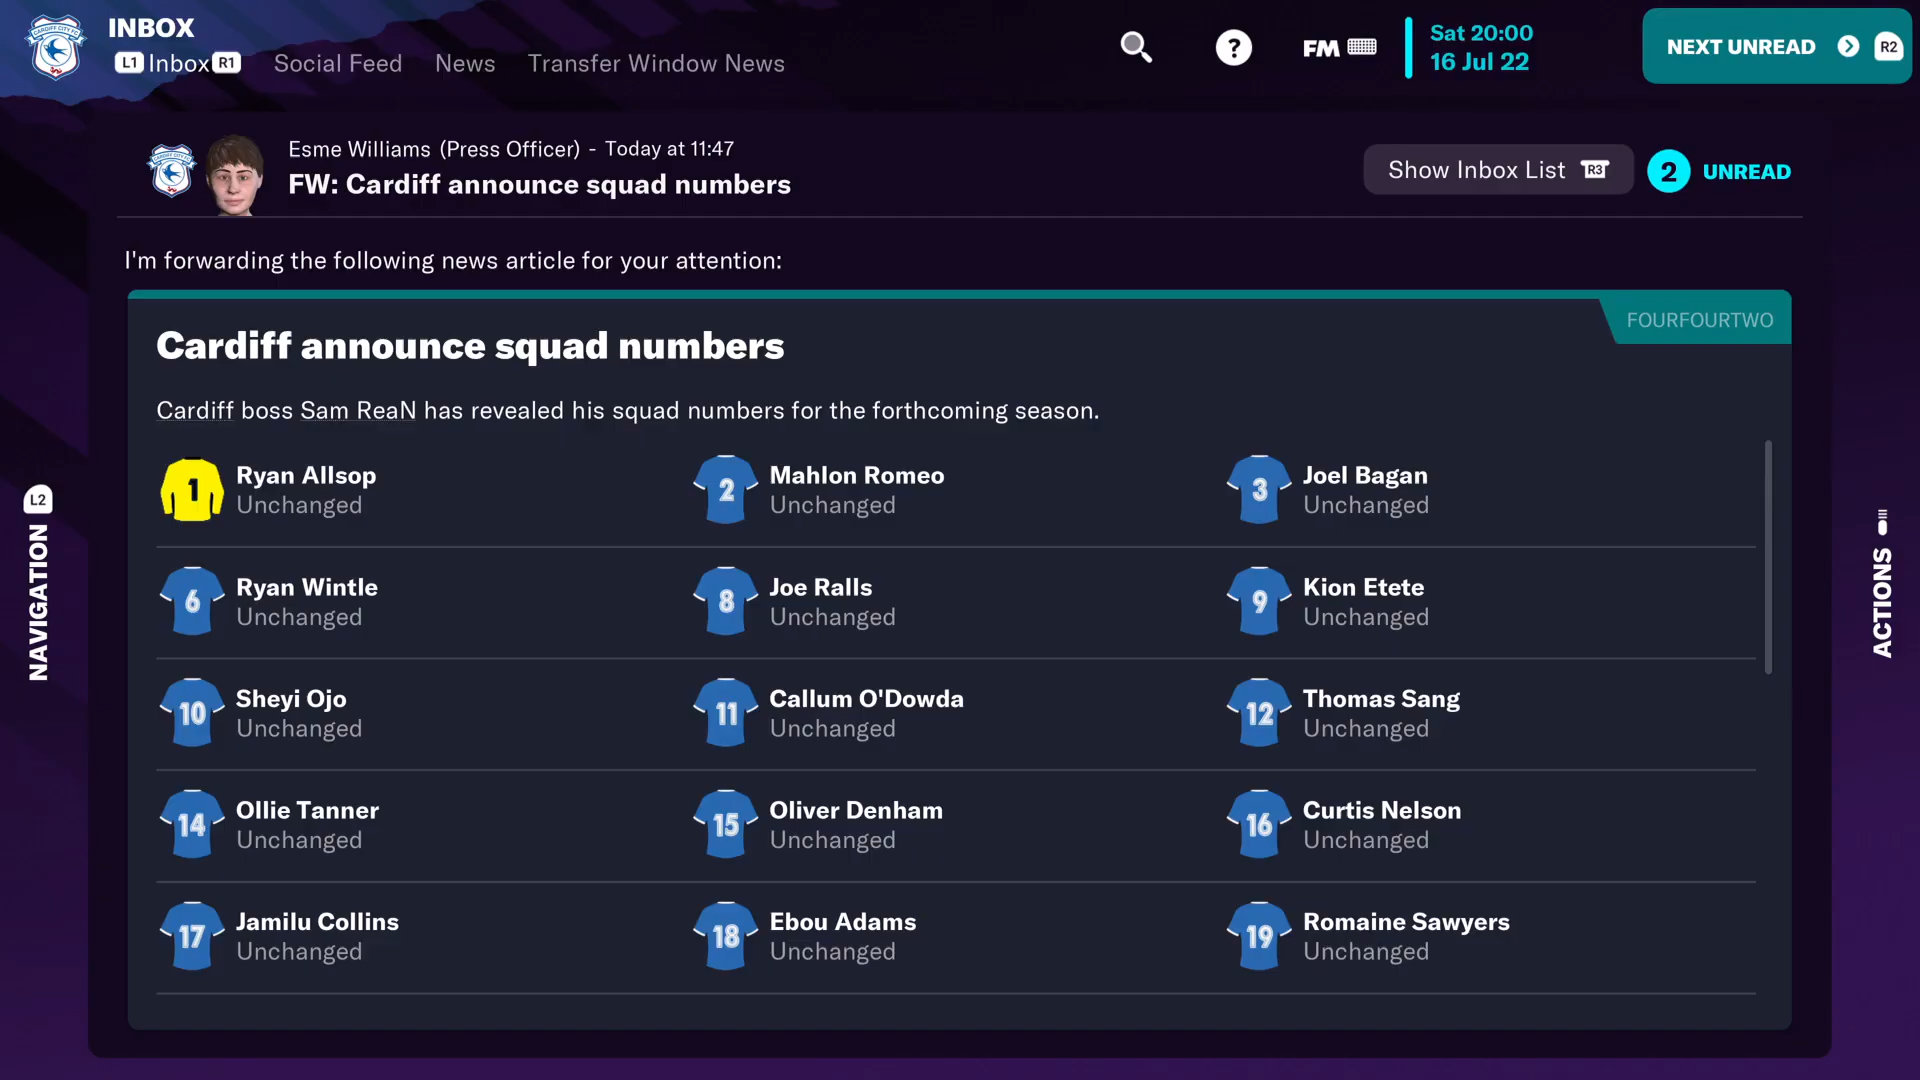 INBOX
L1 Inbox R1 Social Feed News Transfer Window News
? FM Sat 20:00
16 Jul 22
NEXT UNREAD R2
CARDIFF CITY FC
Esme Williams (Press Officer) - Today at 11:47
FW: Cardiff announce squad numbers
Show Inbox List R3 2 UNREAD
I'm forwarding the following news article for your attention:
FOURFOURTWO
Cardiff announce squad numbers
Cardiff boss Sam ReaN has revealed his squad numbers for the forthcoming season.
1 Ryan Allsop
Unchanged
2 Mahlon Romeo
Unchanged
3 Joel Bagan
Unchanged
6 Ryan Wintle
Unchanged
8 Joe Ralls
Unchanged
9 Kion Etete
Unchanged
10 Sheyi Ojo
Unchanged
11 Callum O'Dowda
Unchanged
12 Thomas Sang
Unchanged
14 Ollie Tanner
Unchanged
15 Oliver Denham
Unchanged
16 Curtis Nelson
Unchanged
17 Jamilu Collins
Unchanged
18 Ebou Adams
Unchanged
19 Romaine Sawyers
Unchanged
NAVIGATION L2
ACTIONS